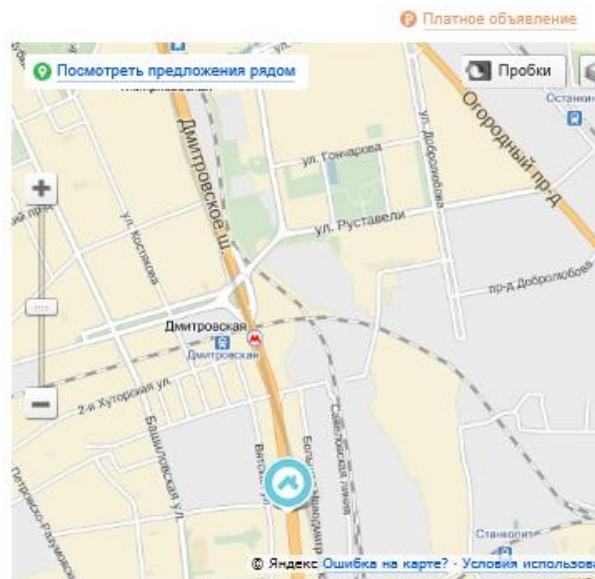 Платное объявление
Посмотреть предложения рядом
Пробки
Дмитровское ш.
ул. Гончарова
ул. Добролюбова
Огородный пр-д
ул. Руставели
ул. Костякова
пр-д Добролюбова
Дмитровская
Дмитровская
2-я Хуторская ул.
Башиловская ул.
Савеловская линия
Станколит
© Яндекс Ошибка на карте? - Условия использова